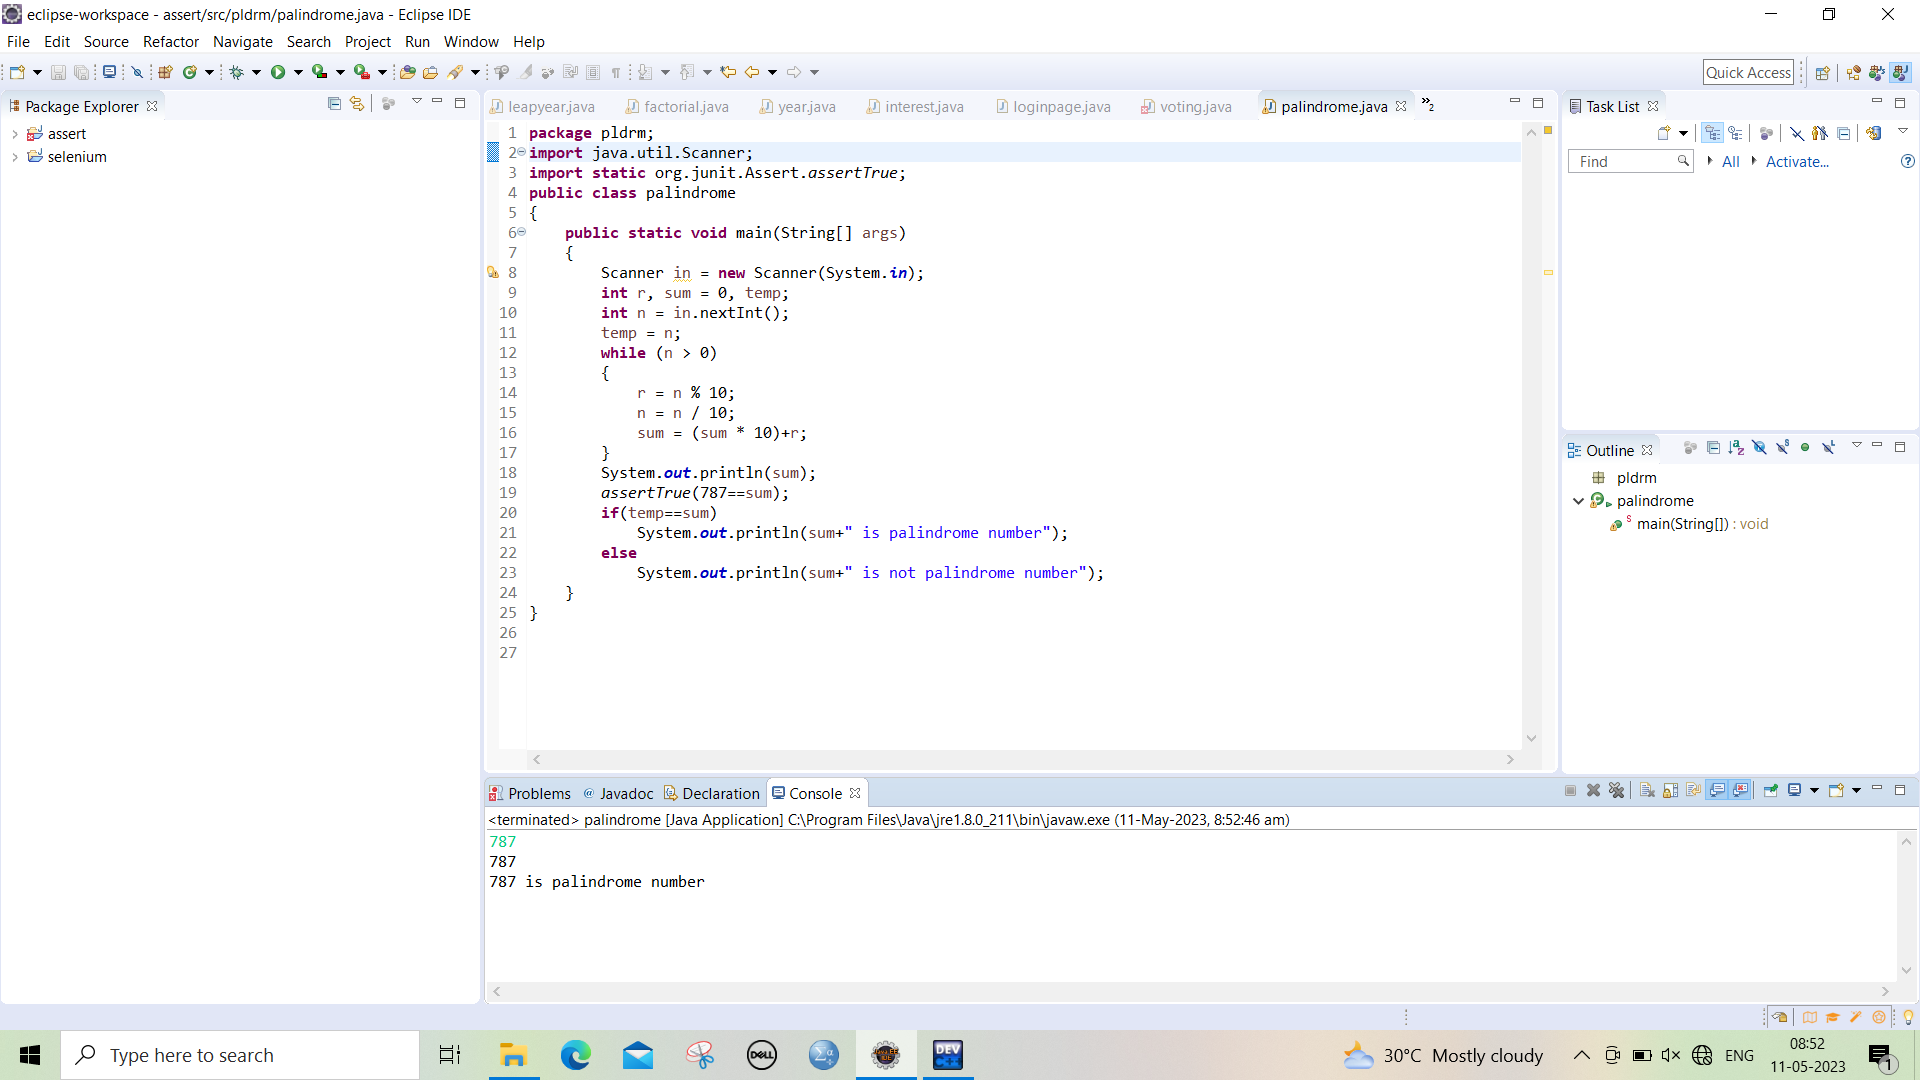 eclipse-workspace - assert/src/pldrm/palindrome.java - Eclipse IDE
File Edit Source Refactor Navigate Search Project Run Window Help
Quick Access
Package Explorer
assert
selenium
leapyear.java factorial.java year.java interest.java loginpage.java voting.java palindrome.java »2
1 package pldrm;
2 import java.util.Scanner;
3 import static org.junit.Assert.assertTrue;
4 public class palindrome
5 {
6 public static void main(String[] args)
7 {
8 Scanner in = new Scanner(System.in);
9 int r, sum = 0, temp;
10 int n = in.nextInt();
11 temp = n;
12 while (n > 0)
13 {
14 r = n % 10;
15 n = n / 10;
16 sum = (sum * 10)+r;
17 }
18 System.out.println(sum);
19 assertTrue(787==sum);
20 if(temp==sum)
21 System.out.println(sum+" is palindrome number");
22 else
23 System.out.println(sum+" is not palindrome number");
24 }
25 }
26
27
Task List
Find All Activate...
Outline
pldrm
palindrome
main(String[]) : void
Problems @ Javadoc Declaration Console
<terminated> palindrome [Java Application] C:\Program Files\Java\jre1.8.0_211\bin\javaw.exe (11-May-2023, 8:52:46 am)
787
787
787 is palindrome number
Type here to search
DELL
Σα
DEV C++
30°C Mostly cloudy
ENG
08:52
11-05-2023
1